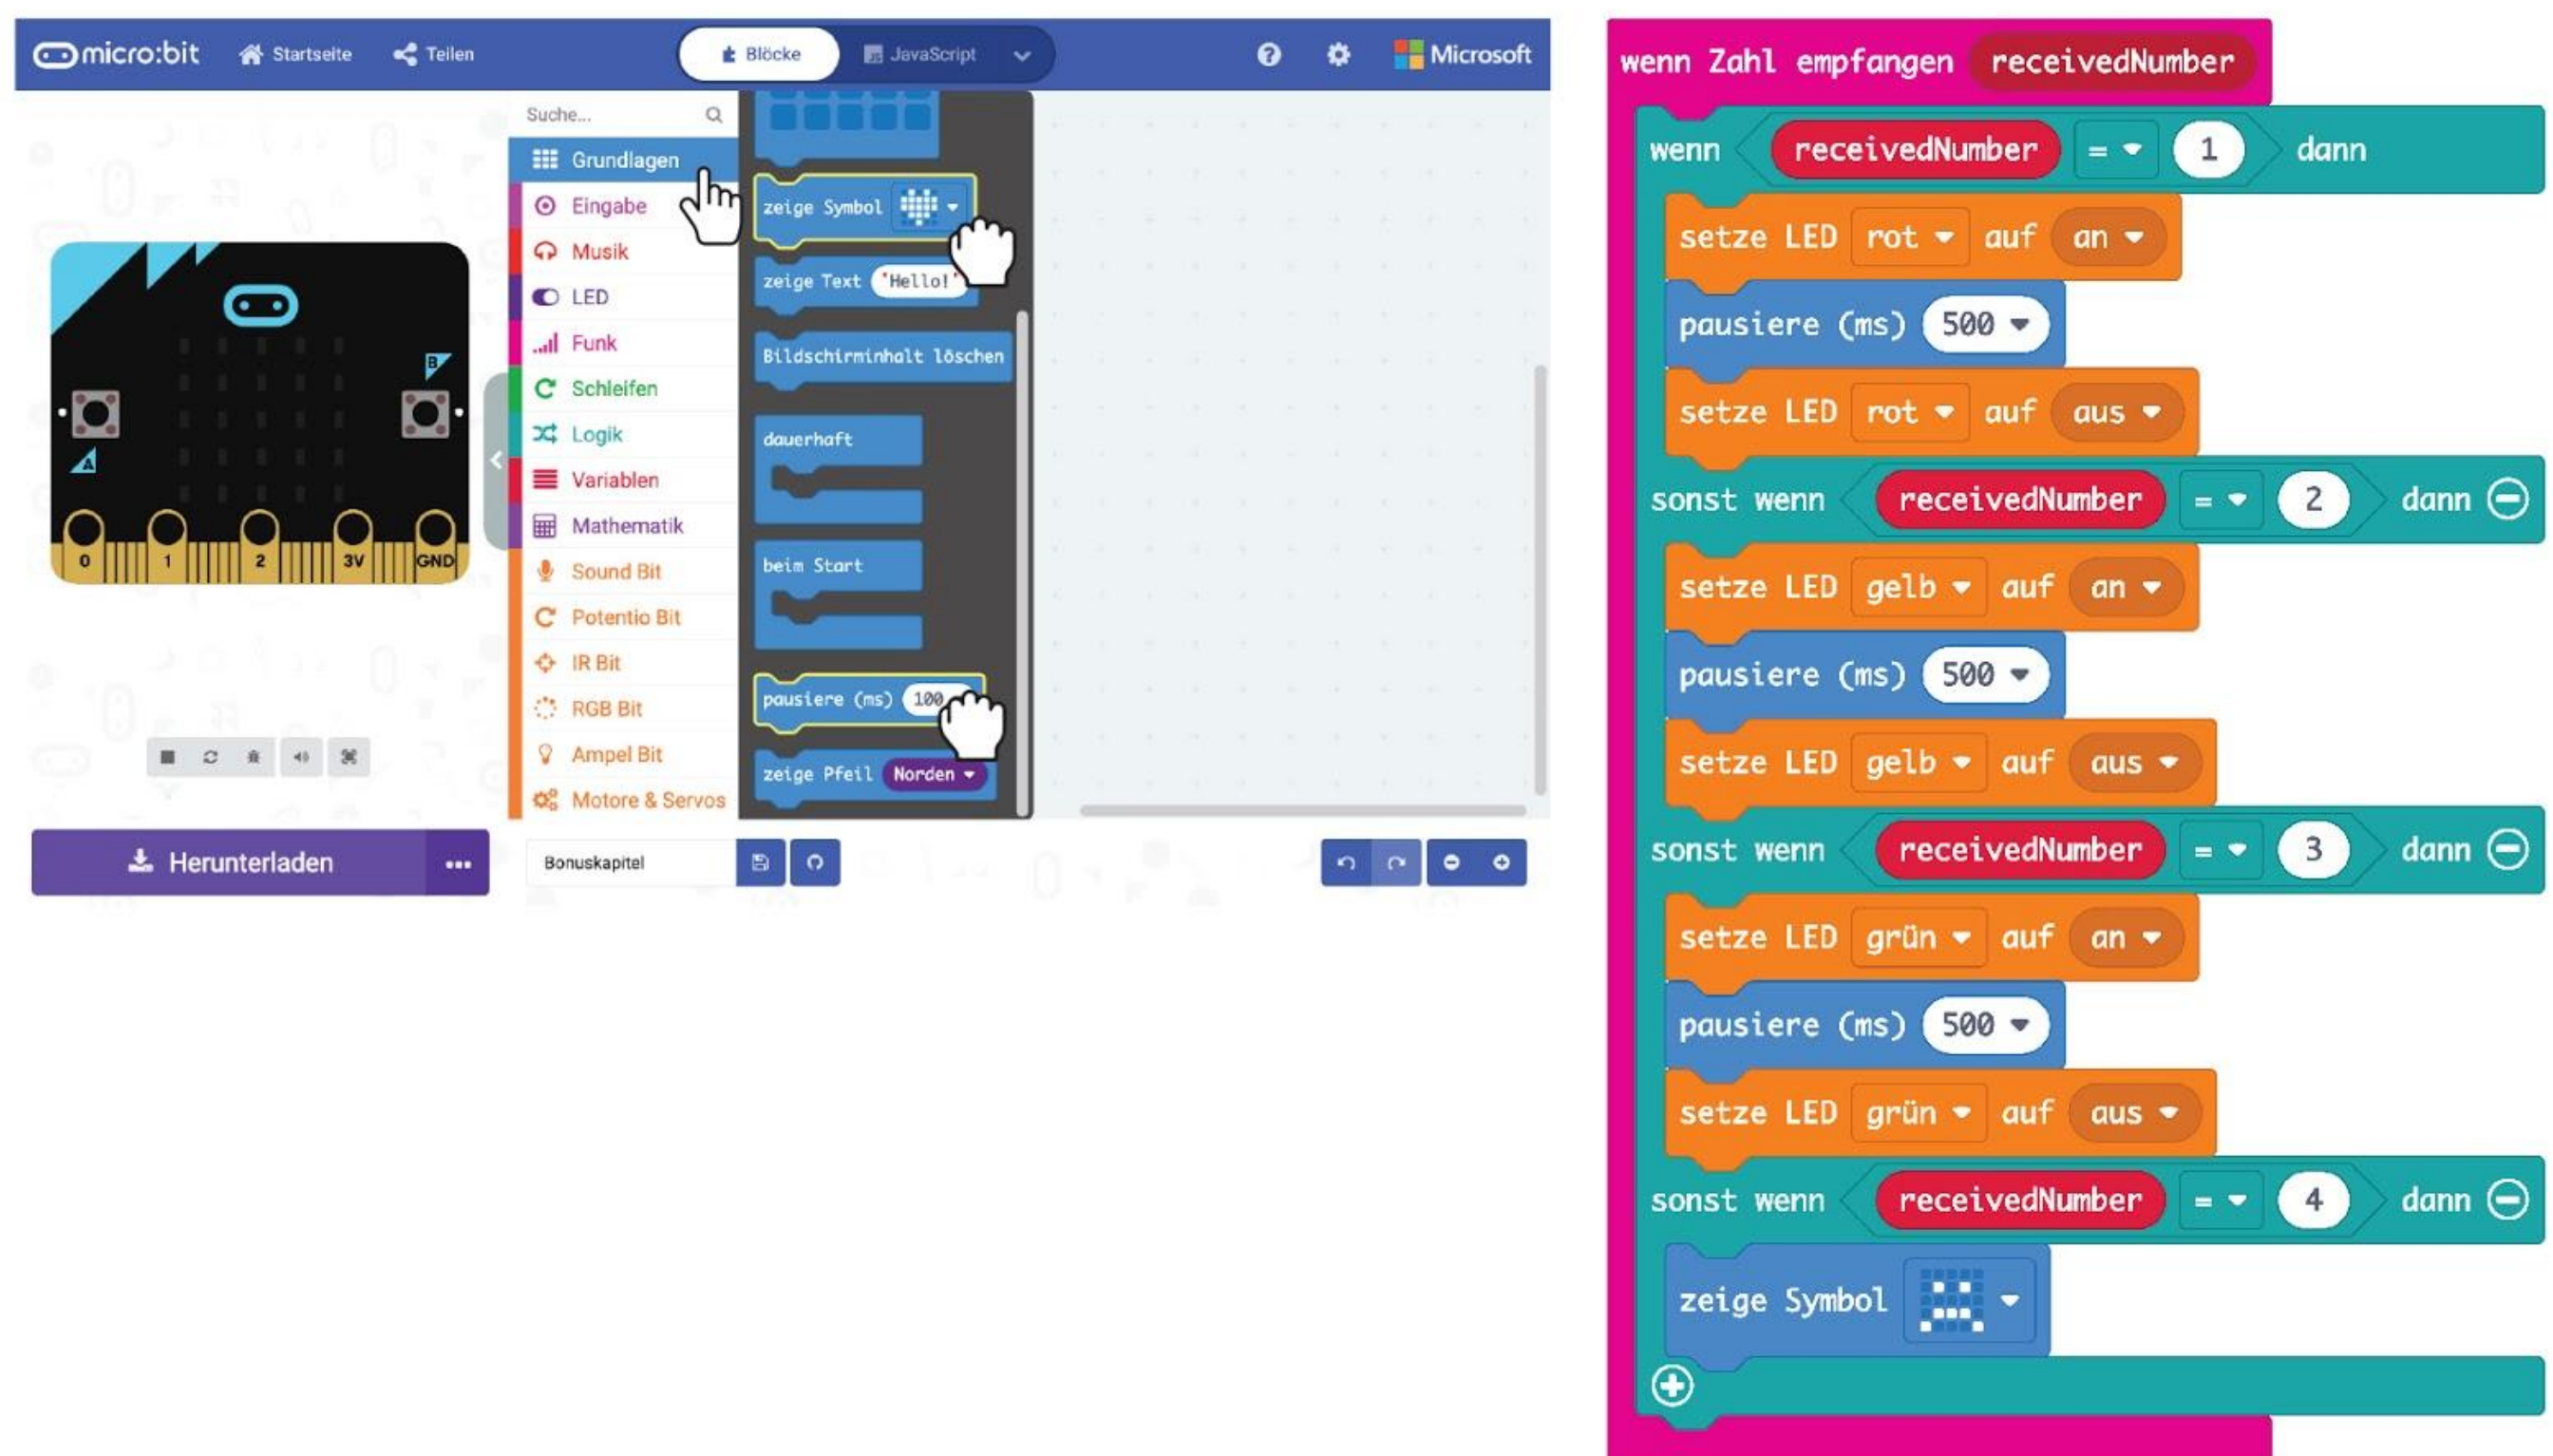 micro:bit Startseite Teilen Blöcke JavaScript Microsoft
Suche...
Grundlagen
Eingabe
Musik
LED
Funk
Schleifen
Logik
Variablen
Mathematik
Sound Bit
Potentio Bit
IR Bit
RGB Bit
Ampel Bit
Motore & Servos
zeige Symbol
zeige Text "Hello!"
Bildschirminhalt löschen
dauerhaft
beim Start
pausiere (ms) 100
zeige Pfeil Norden
B
A
0 1 2 3V GND
Herunterladen ...
Bonuskapitel
wenn Zahl empfangen receivedNumber
wenn receivedNumber = 1 dann
setze LED rot auf an
pausiere (ms) 500
setze LED rot auf aus
sonst wenn receivedNumber = 2 dann
setze LED gelb auf an
pausiere (ms) 500
setze LED gelb auf aus
sonst wenn receivedNumber = 3 dann
setze LED grün auf an
pausiere (ms) 500
setze LED grün auf aus
sonst wenn receivedNumber = 4 dann
zeige Symbol